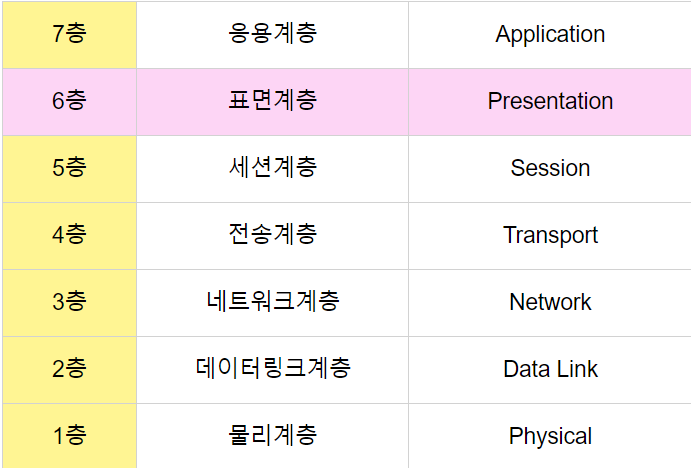 7층 응용계층 Application
6층 표면계층 Presentation
5층 세션계층 Session
4층 전송계층 Transport
3층 네트워크계층 Network
2층 데이터링크계층 Data Link
1층 물리계층 Physical